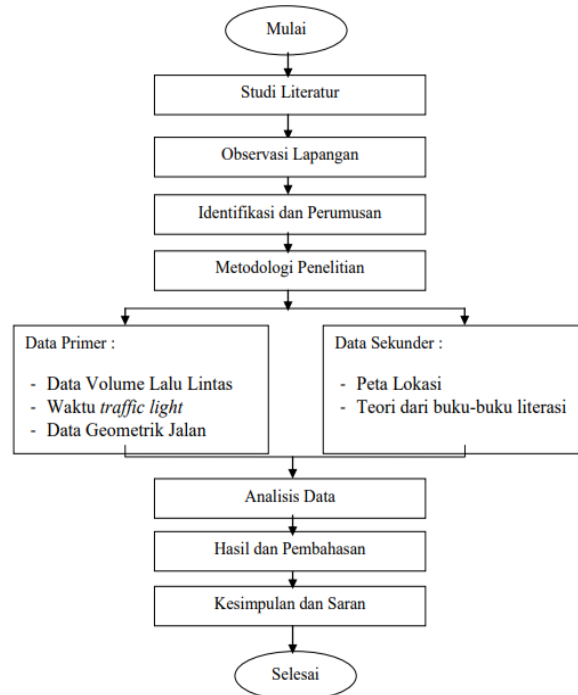 Mulai
Studi Literatur
Observasi Lapangan
Identifikasi dan Perumusan
Metodologi Penelitian
Data Primer :
- Data Volume Lalu Lintas
- Waktu traffic light
- Data Geometrik Jalan
Data Sekunder :
- Peta Lokasi
- Teori dari buku-buku literasi
Analisis Data
Hasil dan Pembahasan
Kesimpulan dan Saran
Selesai